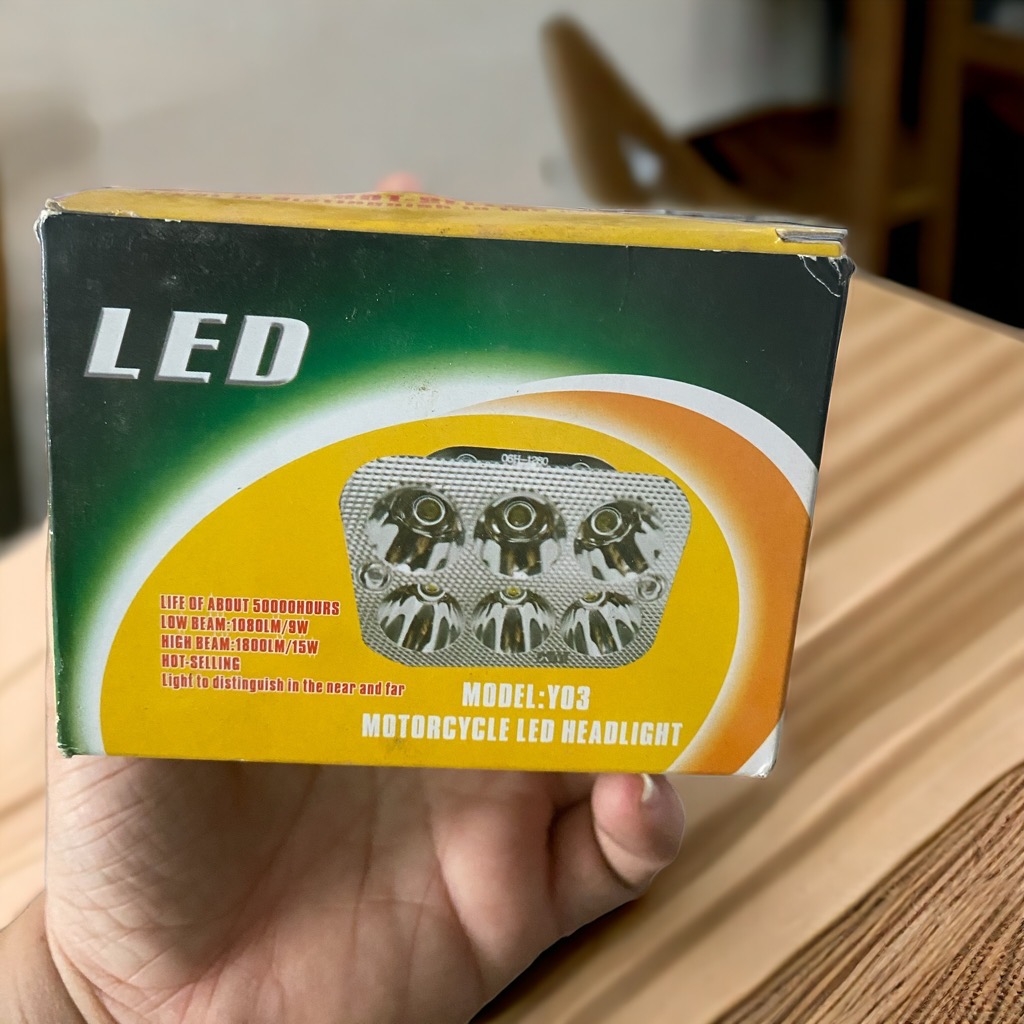 LED
LIFE OF ABOUT 50000HOURS
LOW BEAM:1080LM/9W
HIGH BEAM:1800LM/15W
HOT-SELLING
Light to distinguish in the near and far
MODEL:Y03
MOTORCYCLE LED HEADLIGHT